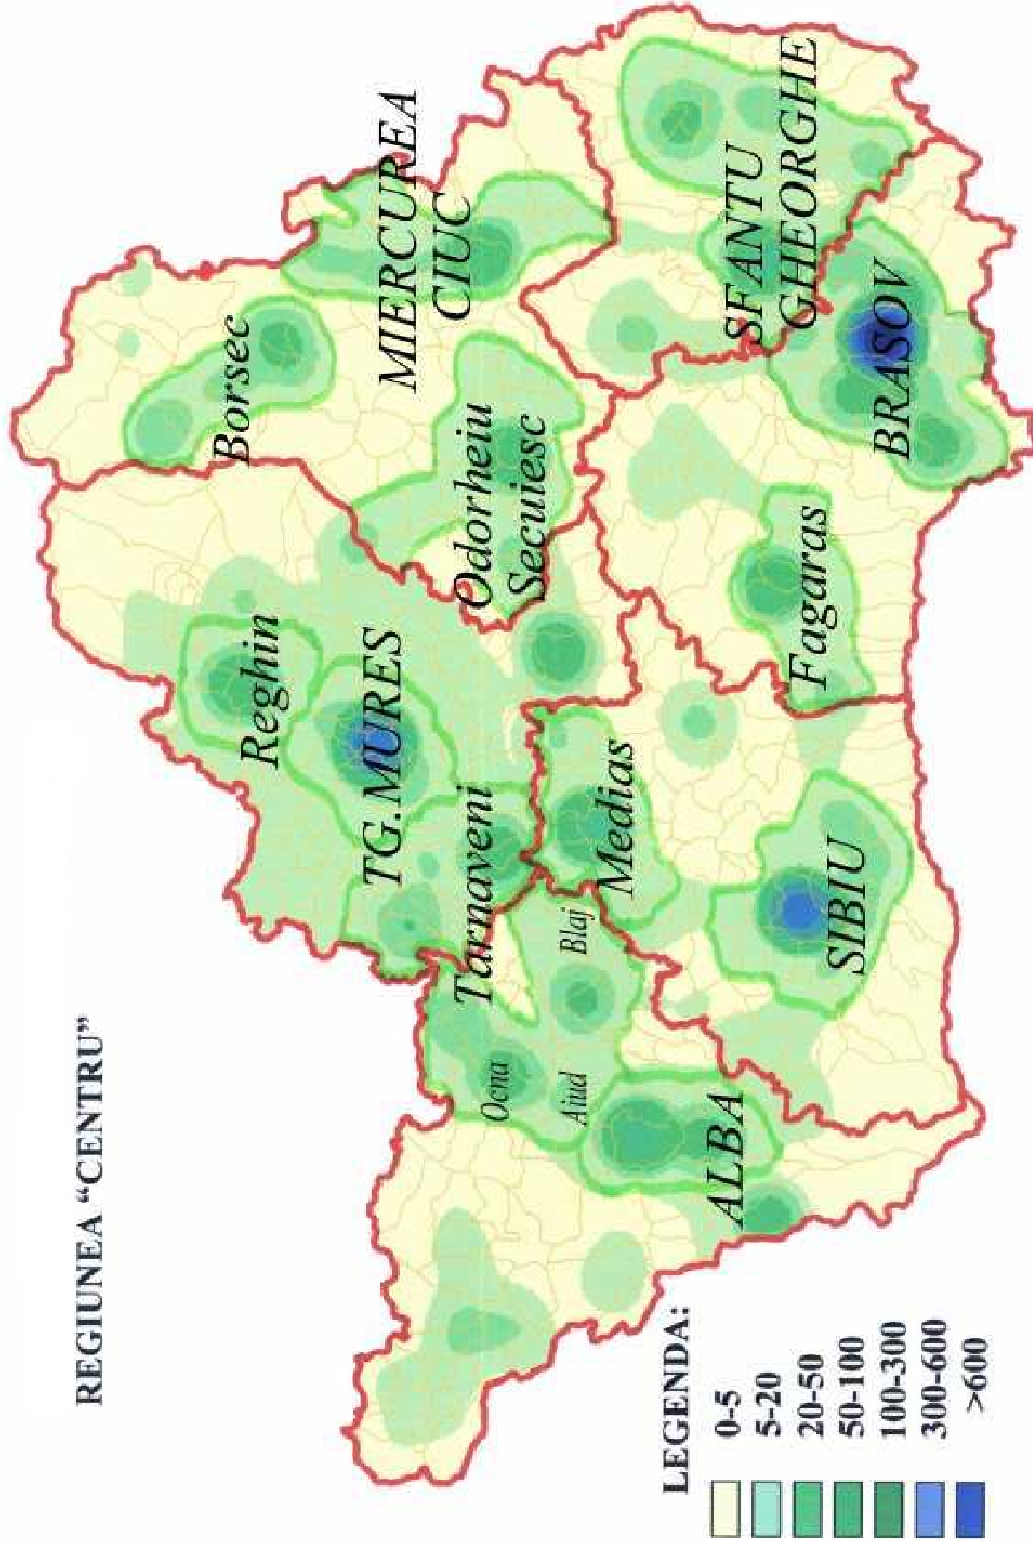 REGIUNEA “CENTRU”
Borsec
MIERCUREA
CIUC
Reghin
Odorheiu
Secuiesc
TG.MURES
SFANTU
GHEORGHE
Tarnaveni
BRASOV
Fagaras
Medias
Blaj
Ocna
Aiud
SIBIU
ALBA
LEGENDA:
0-5
5-20
20-50
50-100
100-300
300-600
>600